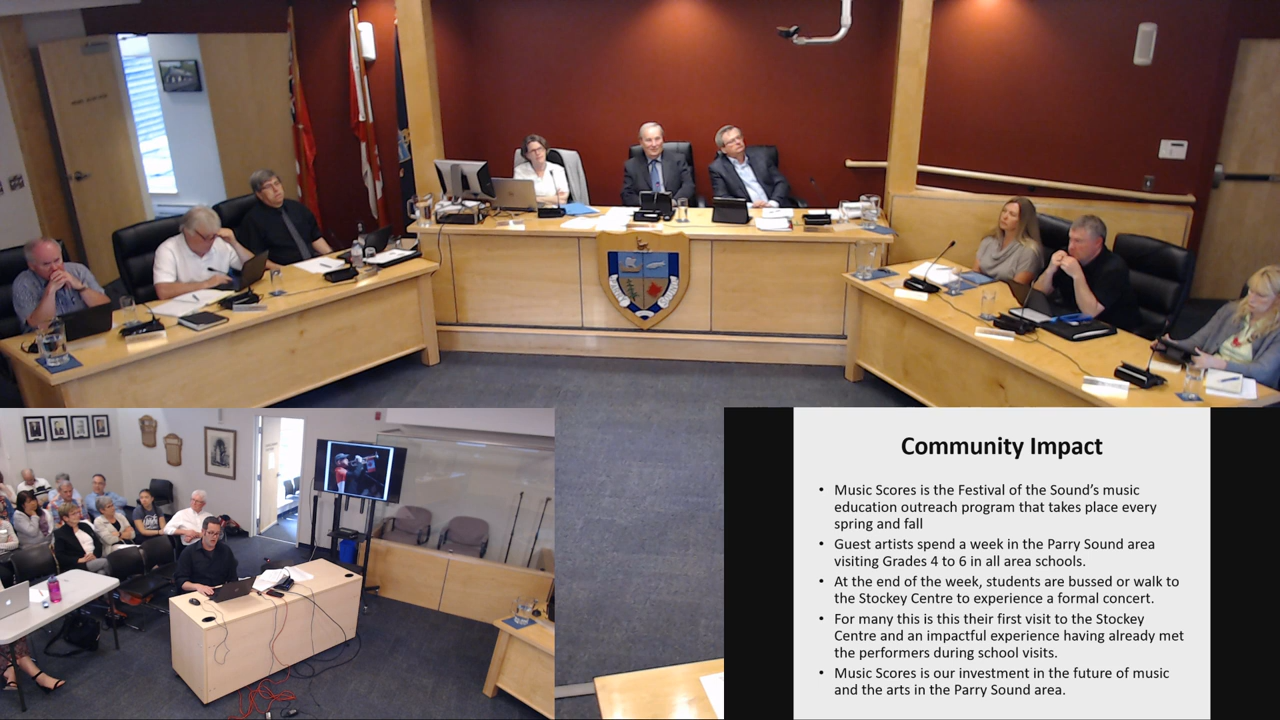 Community Impact
• Music Scores is the Festival of the Sound's music
education outreach program that takes place every
spring and fall
• Guest artists spend a week in the Parry Sound area
visiting Grades 4 to 6 in all area schools.
• At the end of the week, students are bussed or walk to
the Stockey Centre to experience a formal concert.
• For many this is this their first visit to the Stockey
Centre and an impactful experience having already met
the performers during school visits.
• Music Scores is our investment in the future of music
and the arts in the Parry Sound area.